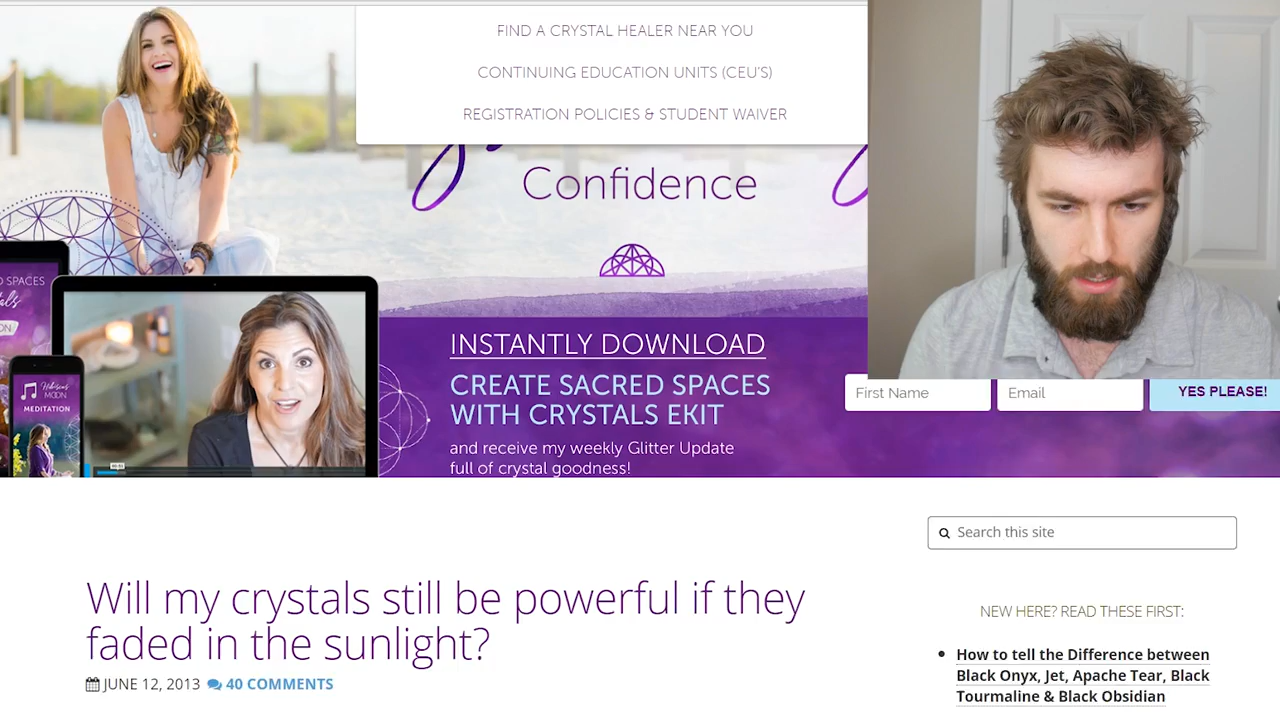 FIND A CRYSTAL HEALER NEAR YOU
CONTINUING EDUCATION UNITS (CEU'S)
REGISTRATION POLICIES & STUDENT WAIVER
Confidence
INSTANTLY DOWNLOAD
CREATE SACRED SPACES
WITH CRYSTALS EKIT
and receive my weekly Glitter Update
full of crystal goodness!
First Name
Email
YES PLEASE!
SPACES
Hibiscus
MOON
MEDITATION
Search this site
Will my crystals still be powerful if they
faded in the sunlight?
JUNE 12, 2013 40 COMMENTS
NEW HERE? READ THESE FIRST:
How to tell the Difference between
Black Onyx, Jet, Apache Tear, Black
Tourmaline & Black Obsidian